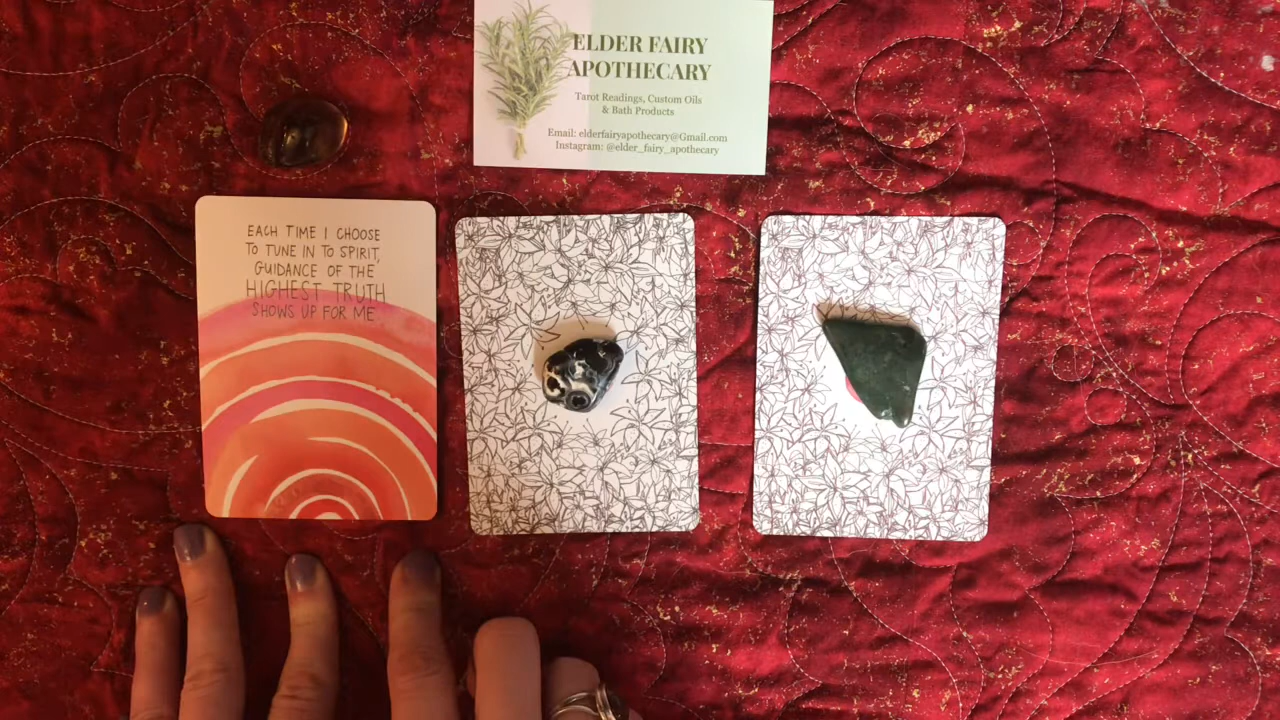 ELDER FAIRY
APOTHECARY
Tarot Readings, Custom Oils
& Bath Products
Email: elderfairyapothecary@Gmail.com
Instagram: @elder_fairy_apothecary
EACH TIME I CHOOSE
TO TUNE IN TO SPIRIT,
GUIDANCE OF THE
HIGHEST TRUTH
SHOWS UP FOR ME.